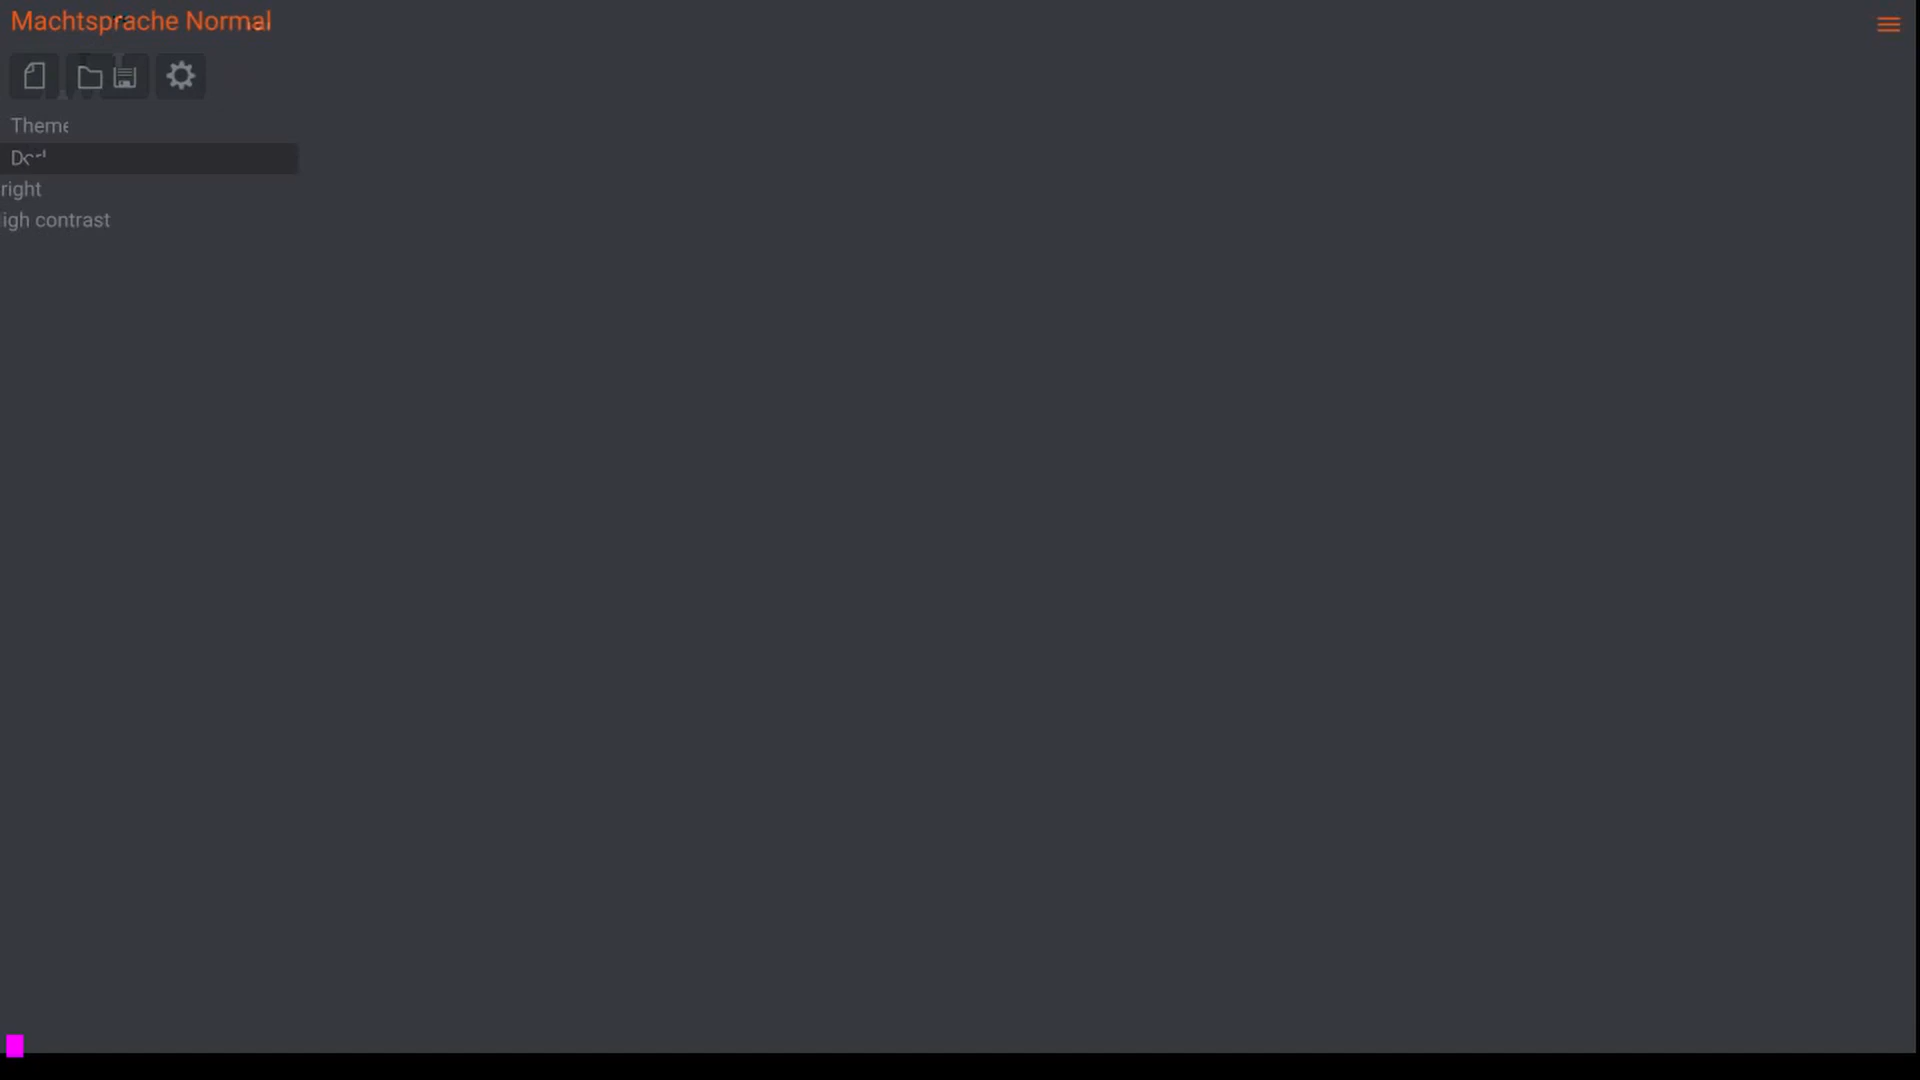 Machtsprache Normal
Theme
right
igh contrast